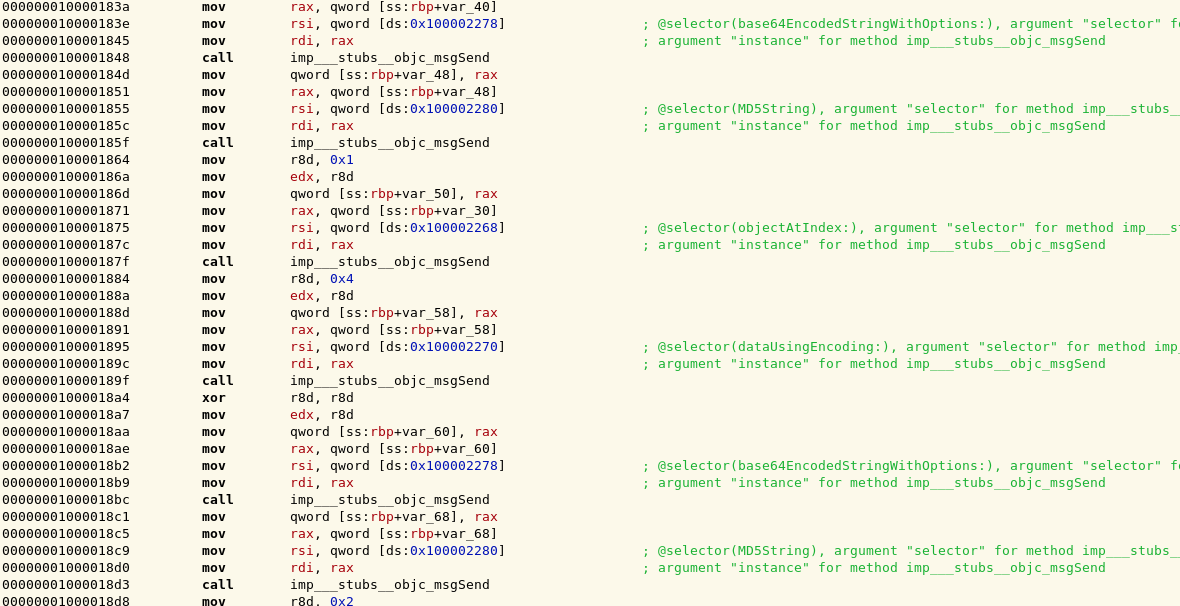 000000010000183a mov rax, qword [ss:rbp+var_40]
000000010000183e mov rsi, qword [ds:0x100002278] ; @selector(base64EncodedStringWithOptions:), argument "selector" f
0000000100001845 mov rdi, rax ; argument "instance" for method imp___stubs__objc_msgSend
0000000100001848 call imp___stubs__objc_msgSend
000000010000184d mov qword [ss:rbp+var_48], rax
0000000100001851 mov rax, qword [ss:rbp+var_48]
0000000100001855 mov rsi, qword [ds:0x100002280] ; @selector(MD5String), argument "selector" for method imp___stubs__
000000010000185c mov rdi, rax ; argument "instance" for method imp___stubs__objc_msgSend
000000010000185f call imp___stubs__objc_msgSend
0000000100001864 mov r8d, 0x1
000000010000186a mov edx, r8d
000000010000186d mov qword [ss:rbp+var_50], rax
0000000100001871 mov rax, qword [ss:rbp+var_30]
0000000100001875 mov rsi, qword [ds:0x100002268] ; @selector(objectAtIndex:), argument "selector" for method imp___s
000000010000187c mov rdi, rax ; argument "instance" for method imp___stubs__objc_msgSend
000000010000187f call imp___stubs__objc_msgSend
0000000100001884 mov r8d, 0x4
000000010000188a mov edx, r8d
000000010000188d mov qword [ss:rbp+var_58], rax
0000000100001891 mov rax, qword [ss:rbp+var_58]
0000000100001895 mov rsi, qword [ds:0x100002270] ; @selector(dataUsingEncoding:), argument "selector" for method imp_
000000010000189c mov rdi, rax ; argument "instance" for method imp___stubs__objc_msgSend
000000010000189f call imp___stubs__objc_msgSend
00000001000018a4 xor r8d, r8d
00000001000018a7 mov edx, r8d
00000001000018aa mov qword [ss:rbp+var_60], rax
00000001000018ae mov rax, qword [ss:rbp+var_60]
00000001000018b2 mov rsi, qword [ds:0x100002278] ; @selector(base64EncodedStringWithOptions:), argument "selector" f
00000001000018b9 mov rdi, rax ; argument "instance" for method imp___stubs__objc_msgSend
00000001000018bc call imp___stubs__objc_msgSend
00000001000018c1 mov qword [ss:rbp+var_68], rax
00000001000018c5 mov rax, qword [ss:rbp+var_68]
00000001000018c9 mov rsi, qword [ds:0x100002280] ; @selector(MD5String), argument "selector" for method imp___stubs__
00000001000018d0 mov rdi, rax ; argument "instance" for method imp___stubs__objc_msgSend
00000001000018d3 call imp___stubs__objc_msgSend
00000001000018d8 mov r8d, 0x2